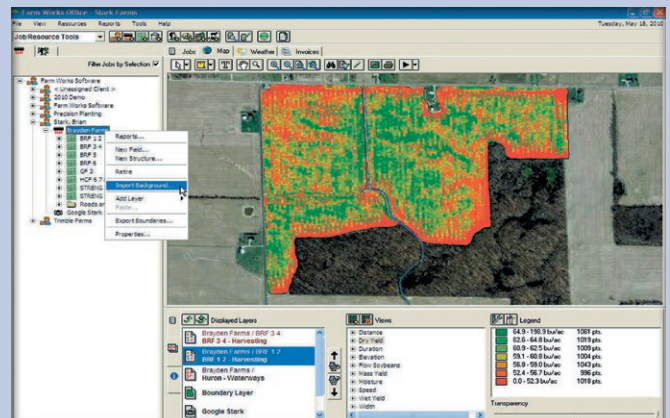 Farm Works Office - Stark Farms
File View Resources Reports Tools Help
Tuesday, May 18, 2010
Job/Resource Tools
Jobs Map Weather Invoices
Filter Jobs by Selection
Farm Works Software
< Unassigned Client >
2010 Demo
Farm Works Software
Precision Planting
Stark, Brian
Brayden Farms
BRF 1 2
BRF 3 4
BRF 5
BRF 6
GF 3
HCF 6 7
STRENG
STRENG
Roads an
Google Stark
Trimble Farms
Reports...
New Field...
New Structure...
Retire
Import Background...
Add Layer
Paste...
Export Boundaries...
Properties...
Displayed Layers
Brayden Farms / BRF 3 4
BRF 3 4 - Harvesting
Brayden Farms / BRF 1 2
BRF 1 2 - Harvesting
Brayden Farms /
Huron - Waterways
Boundary Layer
Google Stark
Views
Distance
Dry Yield
Duration
Elevation
Flow Soybeans
Mass Yield
Moisture
Speed
Wet Yield
Width
Legend
64.9 - 198.9 bu/ac 1061 pts.
62.6 - 64.8 bu/ac 1019 pts.
60.9 - 62.5 bu/ac 1009 pts.
59.1 - 60.8 bu/ac 1004 pts.
56.8 - 59.0 bu/ac 1043 pts.
52.4 - 56.7 bu/ac 996 pts.
0.0 - 52.3 bu/ac 1018 pts.
Transparency